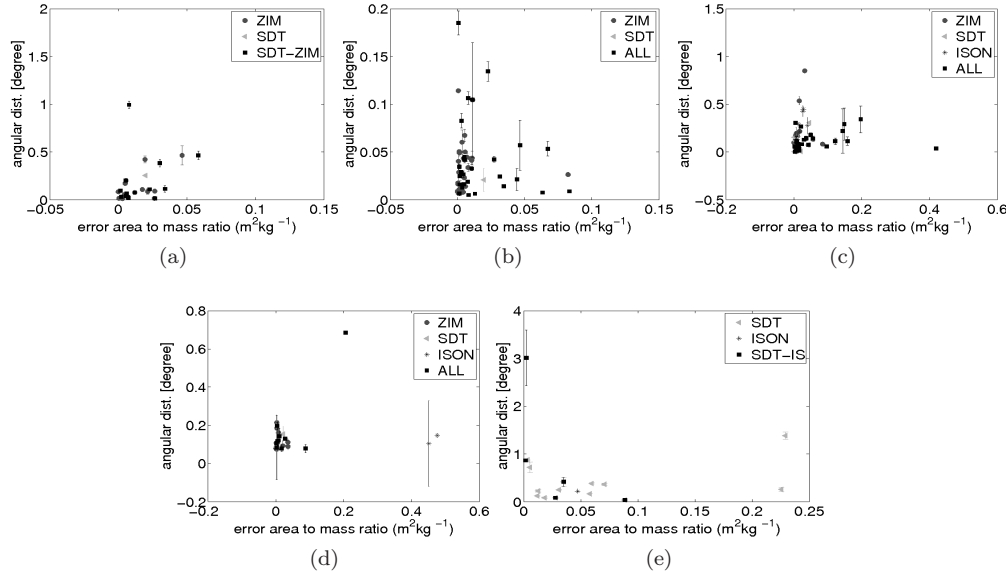 2
1.5
1
0.5
0
−0.05
0
0.05
0.1
0.15
angular dist. [degree]
error area to mass ratio (m²kg⁻¹)
ZIM
SDT
SDT−ZIM
(a)
0.2
0.15
0.1
0.05
0
−0.05
0
0.05
0.1
0.15
angular dist. [degree]
error area to mass ratio (m²kg⁻¹)
ZIM
SDT
ALL
(b)
1.5
1
0.5
0
−0.5
−0.2
0
0.2
0.4
0.6
angular dist. [degree]
error area to mass ratio (m²kg⁻¹)
ZIM
SDT
ISON
ALL
(c)
0.8
0.6
0.4
0.2
0
−0.2
−0.2
0
0.2
0.4
0.6
angular dist. [degree]
error area to mass ratio (m²kg⁻¹)
ZIM
SDT
ISON
ALL
(d)
4
3
2
1
0
0
0.05
0.1
0.15
0.2
0.25
angular dist. [degree]
error area to mass ratio (m²kg⁻¹)
SDT
ISON
SDT−IS
(e)